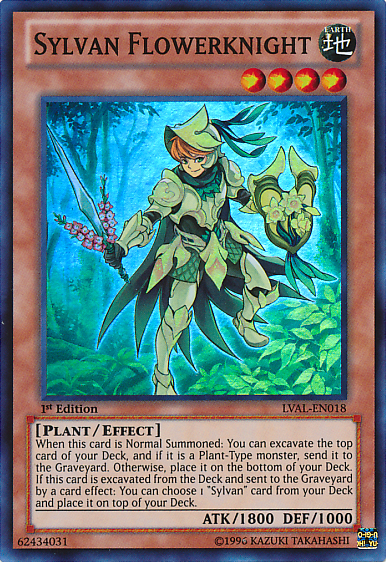 SYLVAN FLOWERKNIGHT
EARTH
地
1st Edition
LVAL-EN018
[PLANT/EFFECT]
When this card is Normal Summoned: You can excavate the top
card of your Deck, and if it is a Plant-Type monster, send it to
the Graveyard. Otherwise, place it on the bottom of your Deck.
If this card is excavated from the Deck and sent to the Graveyard
by a card effect: You can choose 1 "Sylvan" card from your Deck
and place it on top of your Deck.
ATK/1800 DEF/1000
62434031
©1996 KAZUKI TAKAHASHI